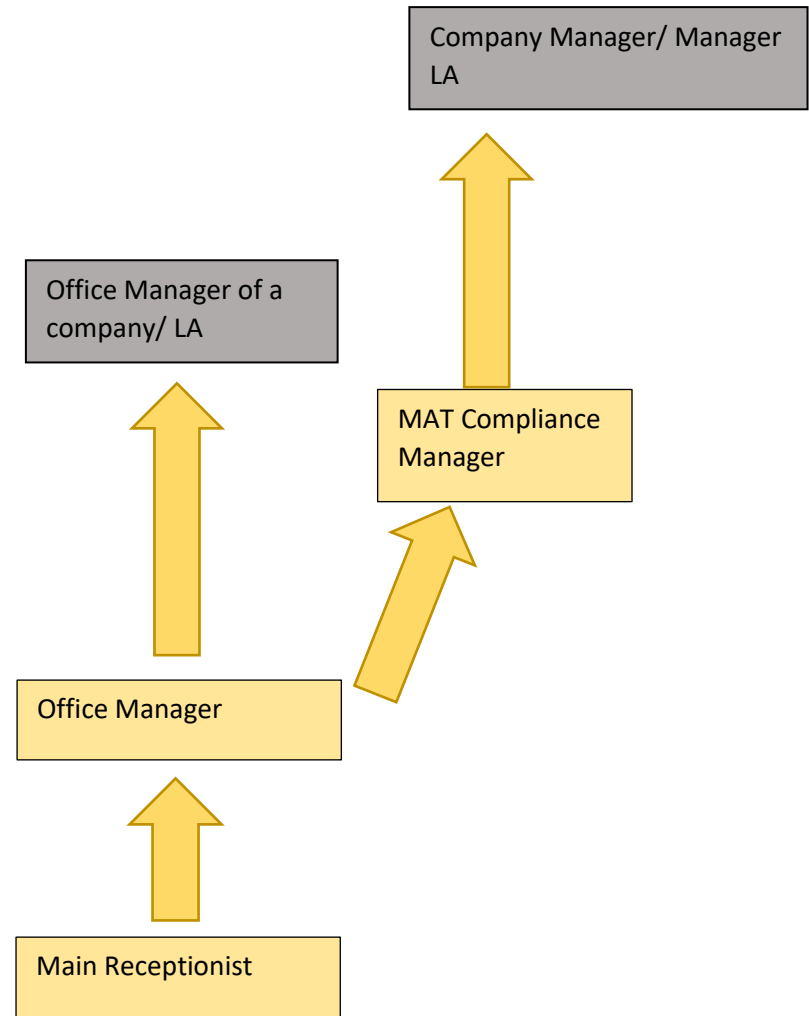 Company Manager/ Manager
LA
Office Manager of a
company/ LA
MAT Compliance
Manager
Office Manager
Main Receptionist